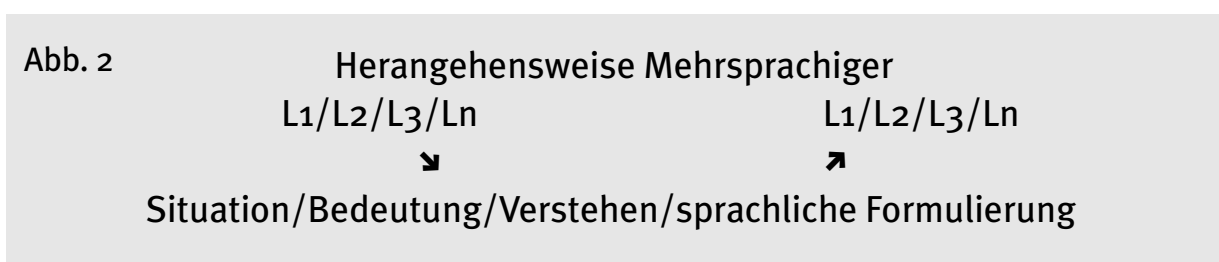 Abb. 2 Herangehensweise Mehrsprachiger
L1/L2/L3/Ln L1/L2/L3/Ln
↘ ↗
Situation/Bedeutung/Verstehen/sprachliche Formulierung